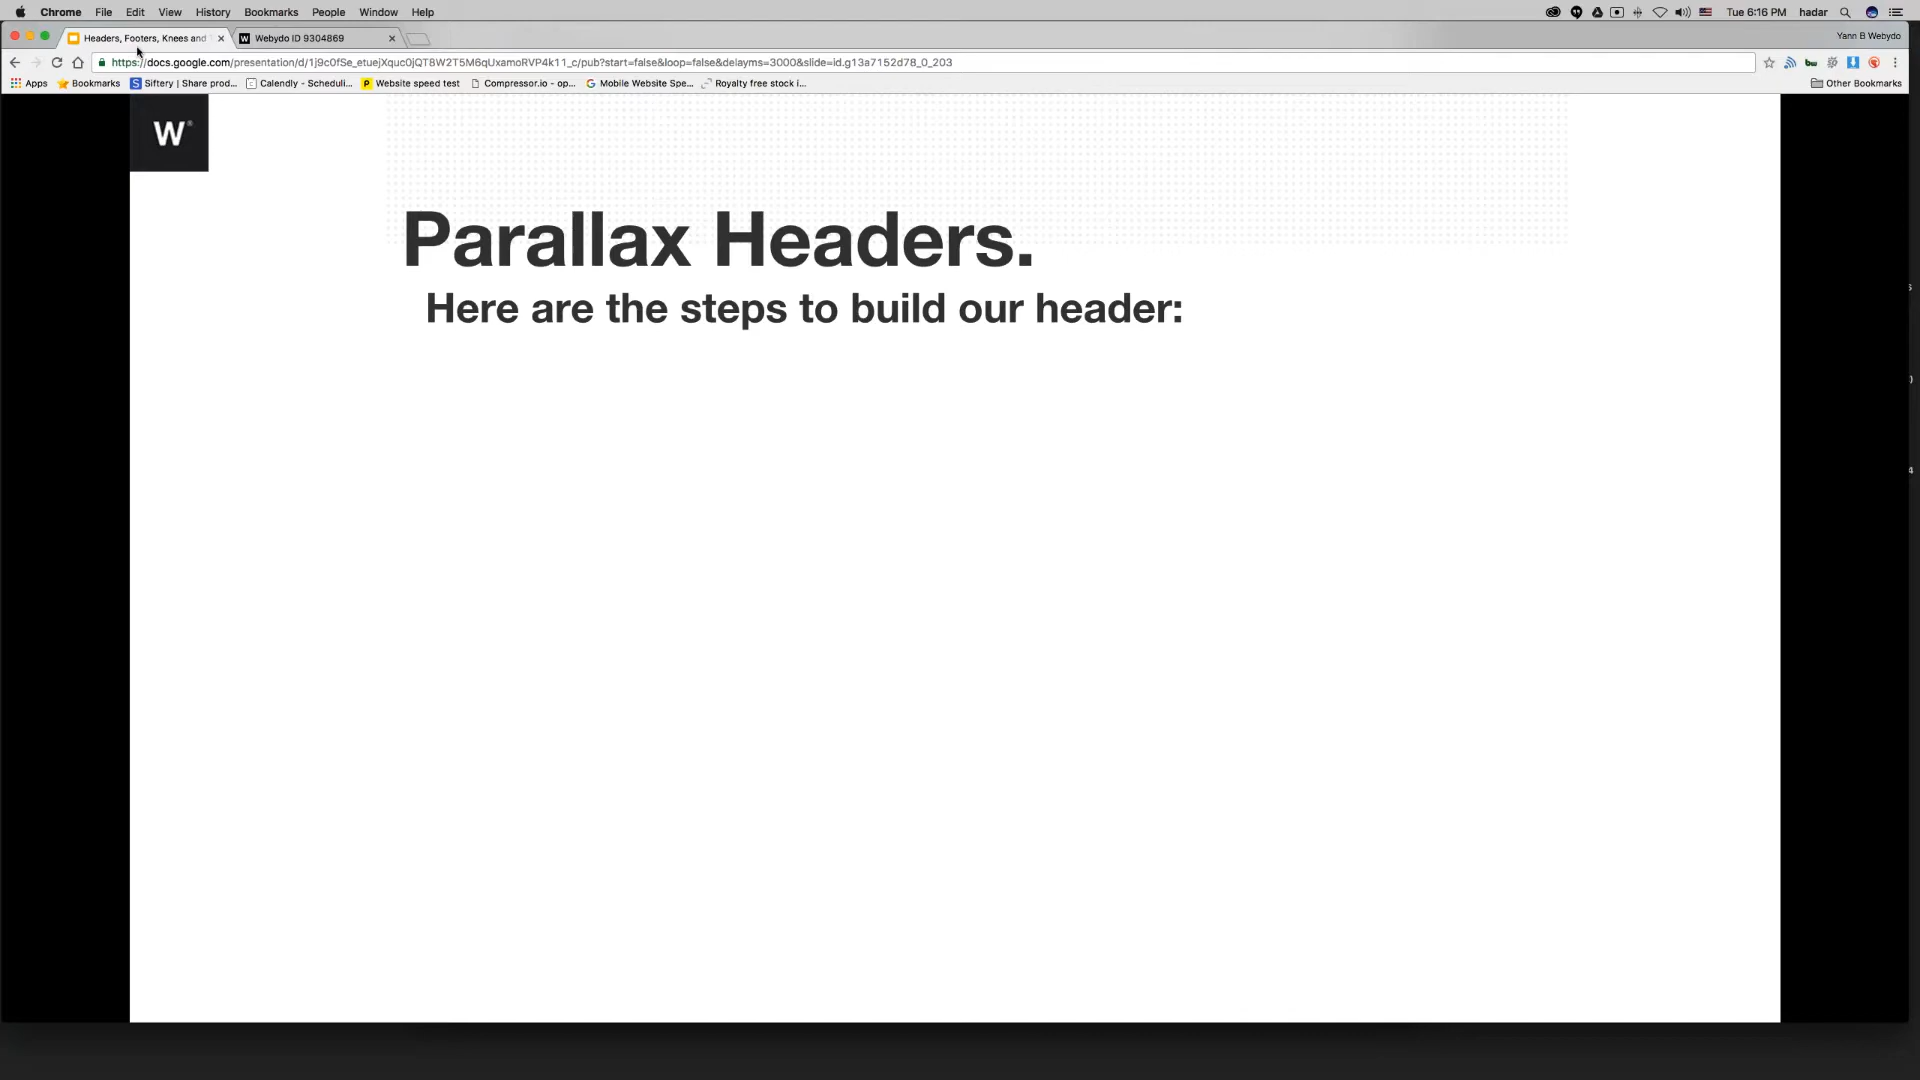 Chrome File Edit View History Bookmarks People Window Help Tue 6:16 PM hadar
Headers, Footers, Knees and Webydo ID 9304869 Yann B Webydo
https://docs.google.com/presentation/d/1j9c0fSe_etuejXquc0jQT8W2T5M6qUxamoRVP4k11_c/pub?start=false&loop=false&delayms=3000&slide=id.g13a7152d78_0_203
Apps Bookmarks Siftery | Share prod... Calendly - Scheduli... Website speed test Compressor.io - op... Mobile Website Spe... Royalty free stock i... Other Bookmarks
W®
Parallax Headers.
Here are the steps to build our header: